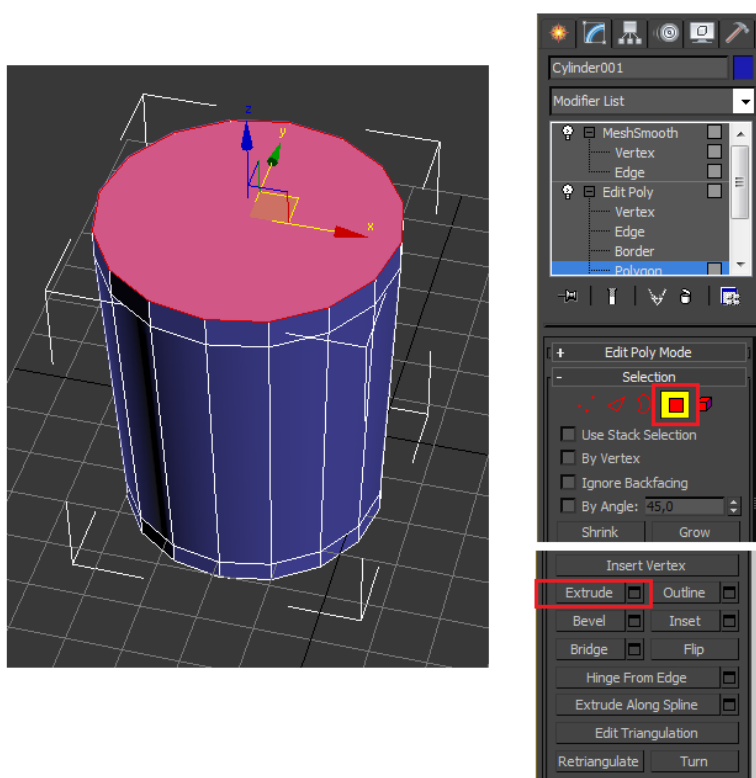 z
y
x
Cylinder001
Modifier List
MeshSmooth
Vertex
Edge
Edit Poly
Vertex
Edge
Border
Polygon
+ Edit Poly Mode
- Selection
Use Stack Selection
By Vertex
Ignore Backfacing
By Angle: 45,0
Shrink Grow
Insert Vertex
Extrude Outline
Bevel Inset
Bridge Flip
Hinge From Edge
Extrude Along Spline
Edit Triangulation
Retriangulate Turn